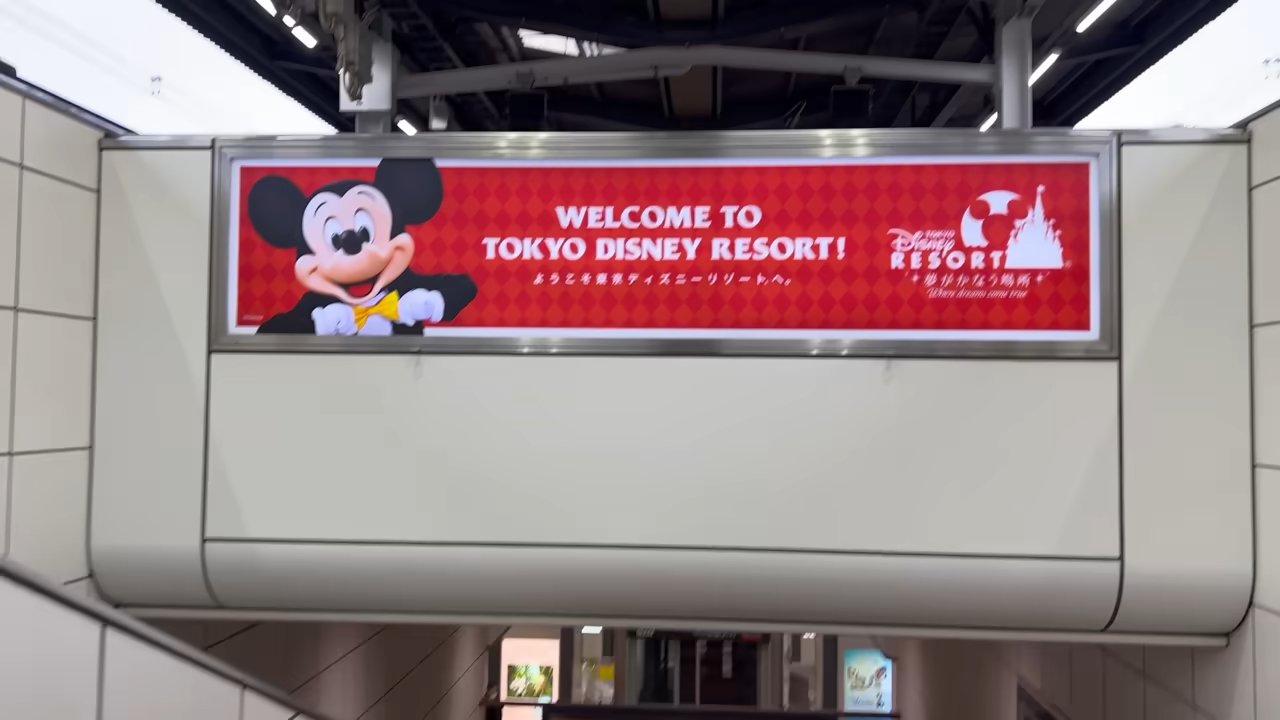 WELCOME TO
TOKYO DISNEY RESORT!
ようこそ東京ディズニーリゾートへ。
TOKYO
Disney
RESORT
夢がかなう場所
Where dreams come true